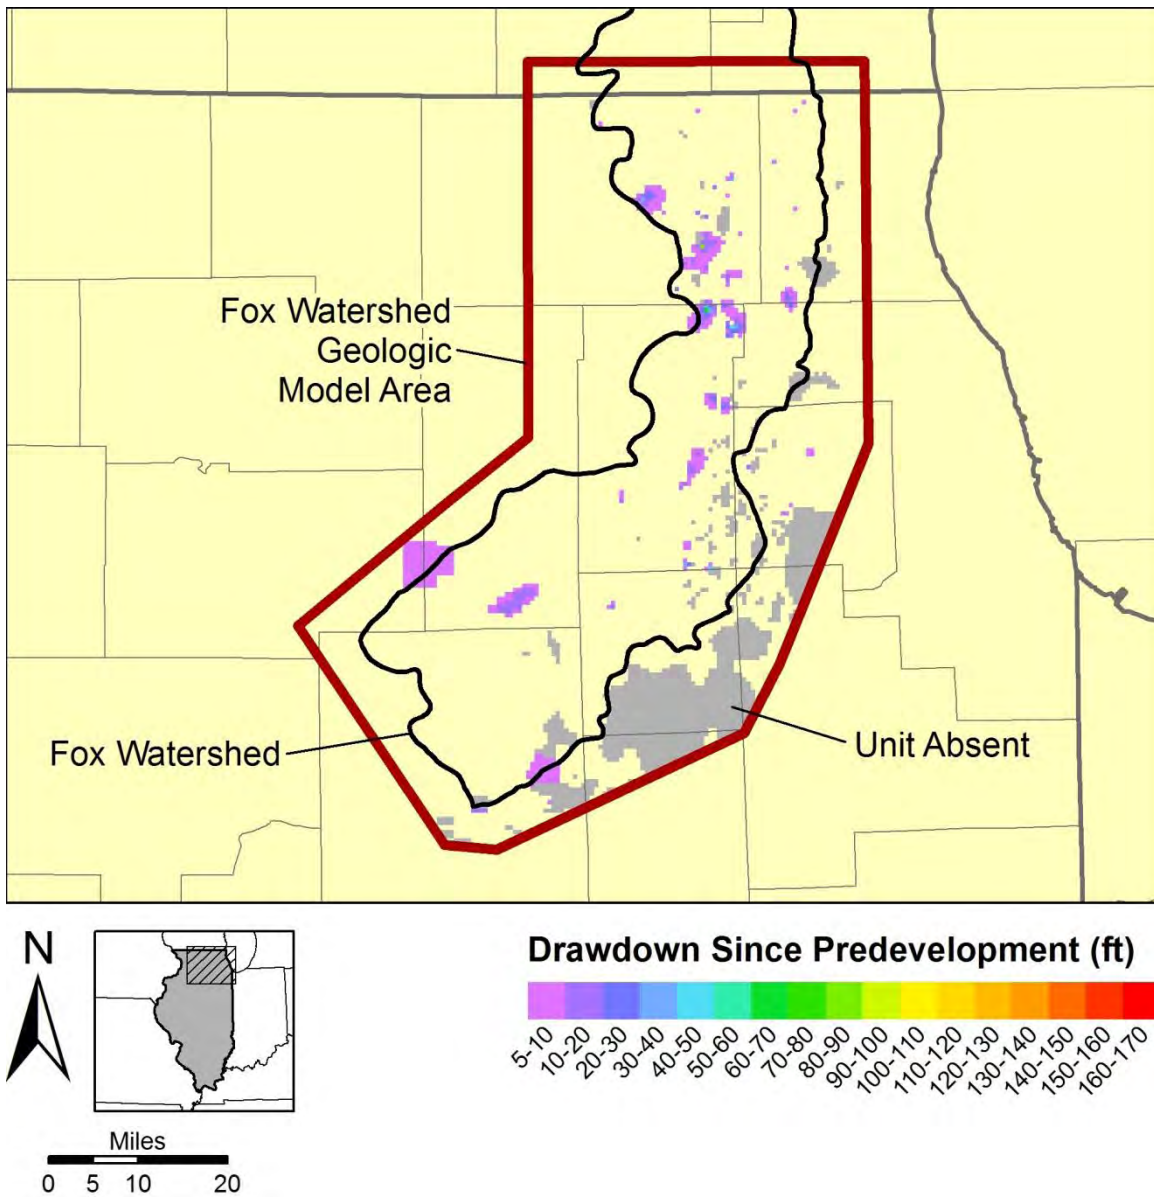 Fox Watershed
Geologic
Model Area
Fox Watershed
Unit Absent
N
Miles
0 5 10 20
Drawdown Since Predevelopment (ft)
5-10
10-20
20-30
30-40
40-50
50-60
60-70
70-80
80-90
90-100
100-110
110-120
120-130
130-140
140-150
150-160
160-170